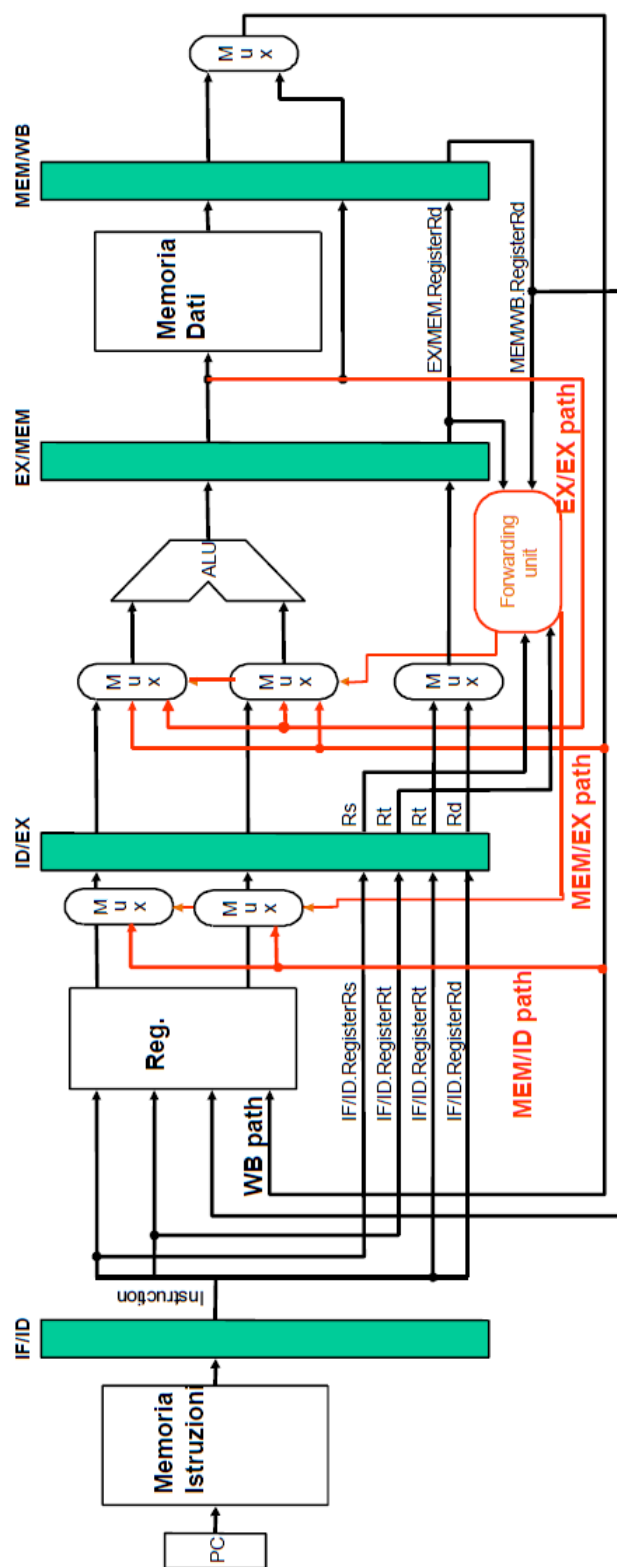 IF/ID
ID/EX
EX/MEM
MEM/WB
PC
Memoria
Istruzioni
Instruction
Reg.
WB path
M
u
x
M
u
x
IF/ID.RegisterRs
IF/ID.RegisterRt
IF/ID.RegisterRt
IF/ID.RegisterRd
MEM/ID path
Rs
Rt
Rt
Rd
M
u
x
M
u
x
M
u
x
MEM/EX path
ALU
Forwarding
unit
EX/EX path
Memoria
Dati
EX/MEM.RegisterRd
MEM/WB.RegisterRd
M
u
x